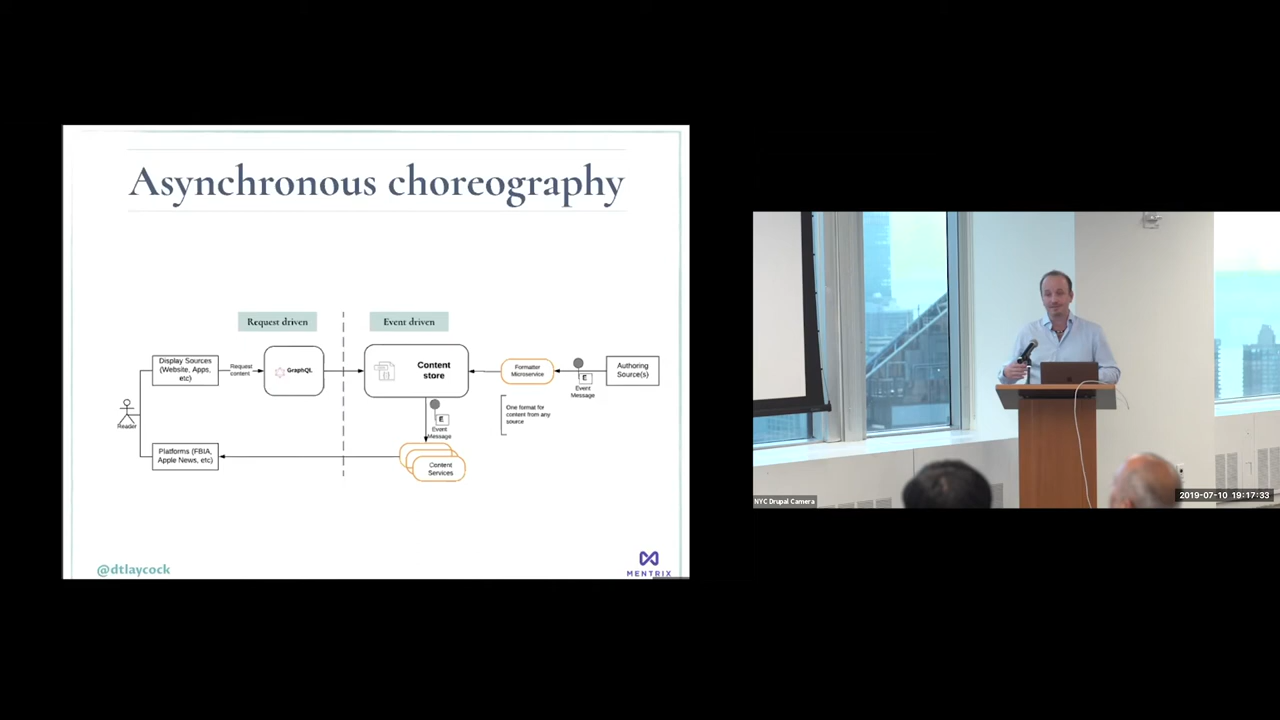 Asynchronous choreography
Request driven
Event driven
Display Sources
(Website, Apps,
etc)
Request
content
GraphQL
Content
store
Formatter
Microservice
E
Event
Message
Authoring
Source(s)
One format for
content from any
source
E
Event
Message
Reader
Platforms (FBIA,
Apple News, etc)
Content
Services
@dtlaycock
MENTRIX
NYC Drupal Camera
2019-07-10 19:17:33